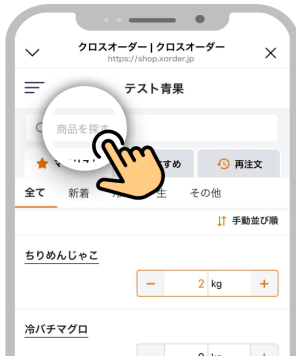 クロスオーダー | クロスオーダー
https://shop.xorder.jp
テスト青果
商品を探す
すめ
再注文
全て 新着 生 その他
手動並び順
ちりめんじゃこ
2 kg
冷バチマグロ